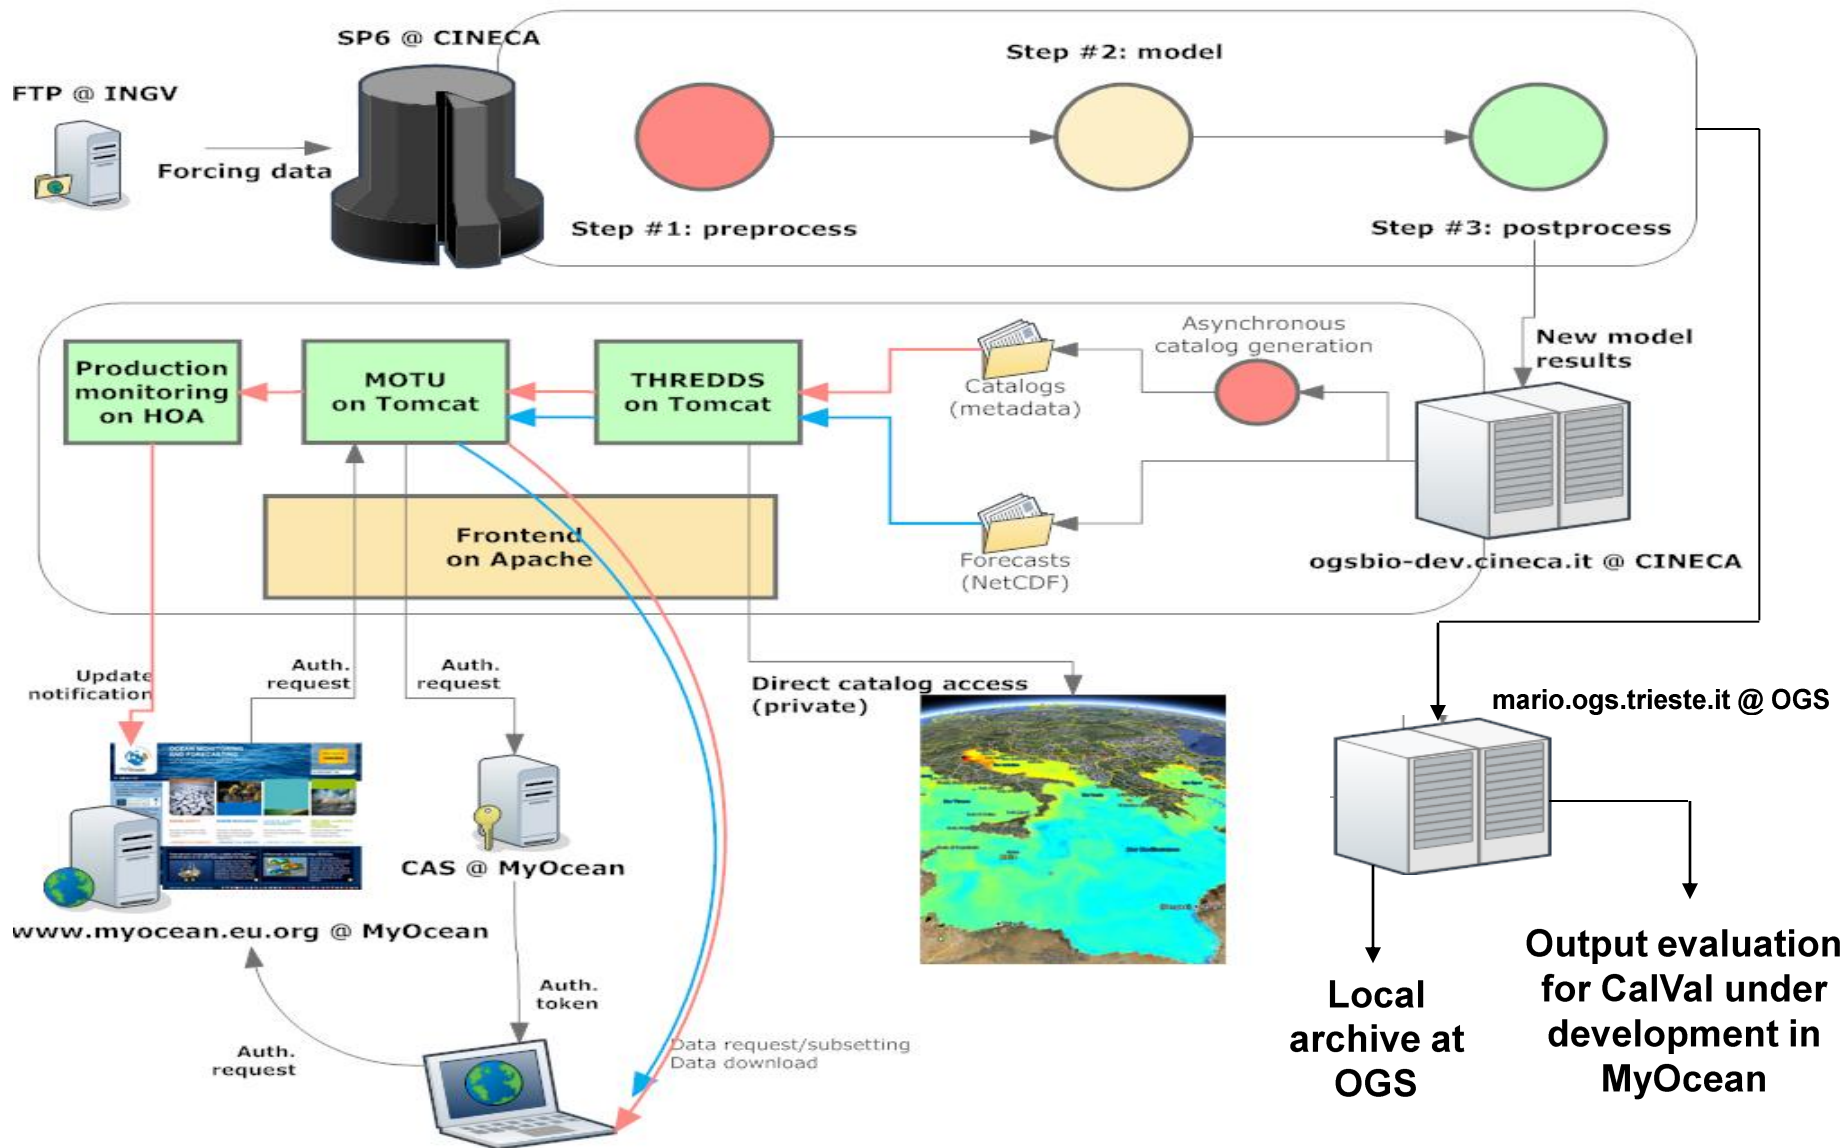 SP6 @ CINECA
Step #2: model
FTP @ INGV
Forcing data
Step #1: preprocess
Step #3: postprocess
Production
monitoring
on HOA
MOTU
on Tomcat
THREDDS
on Tomcat
Catalogs
(metadata)
Asynchronous
catalog generation
New model
results
Frontend
on Apache
Forecasts
(NetCDF)
ogsbio-dev.cineca.it @ CINECA
Update
notification
Auth.
request
Auth.
request
Direct catalog access
(private)
mario.ogs.trieste.it @ OGS
OCEAN MONITORING
AND FORECASTING
CAS @ MyOcean
www.myocean.eu.org @ MyOcean
Auth.
token
Auth.
request
Data request/subsetting
Data download
Local
archive at
OGS
Output evaluation
for CalVal under
development in
MyOcean